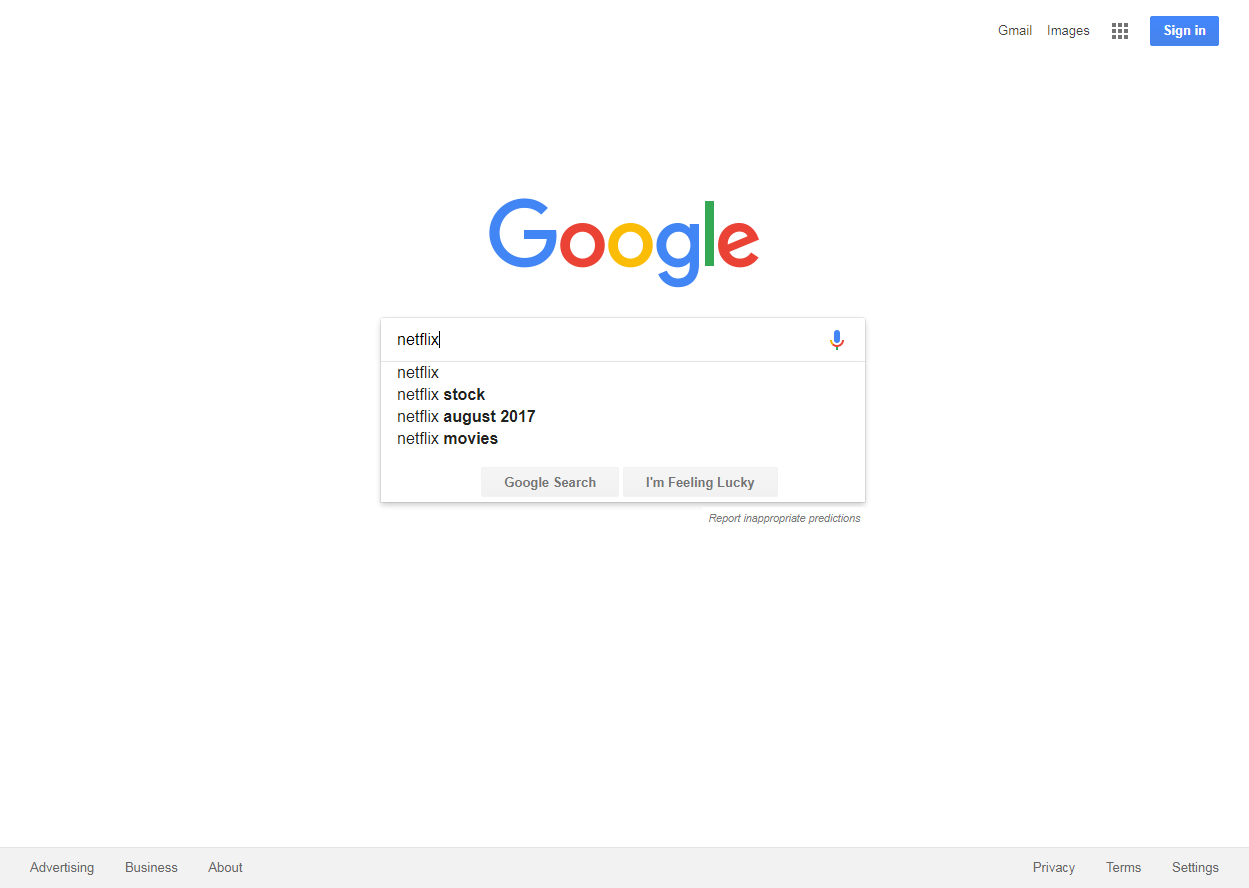 Gmail Images Sign in
Google
netflix
netflix
netflix stock
netflix august 2017
netflix movies
Google Search I'm Feeling Lucky
Report inappropriate predictions
Advertising Business About Privacy Terms Settings